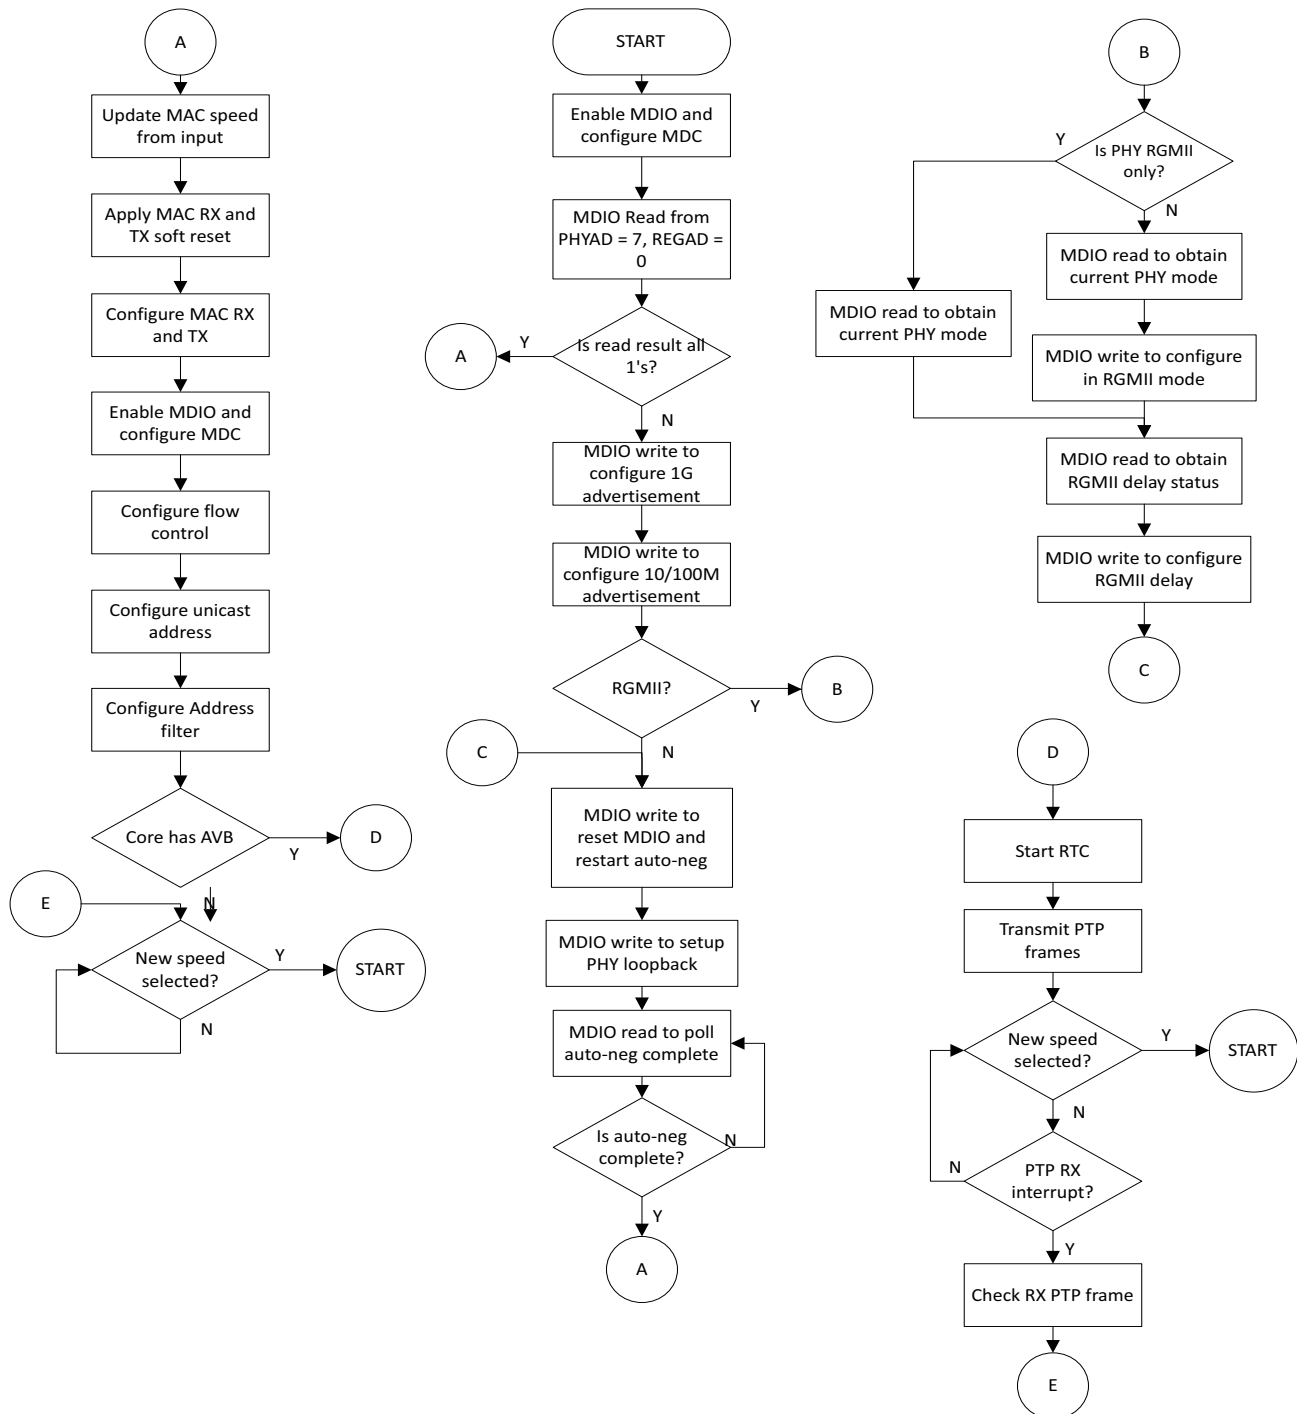 A
Update MAC speed
from input
Apply MAC RX and
TX soft reset
Configure MAC RX
and TX
Enable MDIO and
configure MDC
Configure flow
control
Configure unicast
address
Configure Address
filter
Core has AVB
Y
D
N
E
New speed
selected?
Y
START
N
START
Enable MDIO and
configure MDC
MDIO Read from
PHYAD = 7, REGAD =
0
Is read result all
1's?
Y
A
N
MDIO write to
configure 1G
advertisement
MDIO write to
configure 10/100M
advertisement
RGMII?
Y
B
N
C
MDIO write to
reset MDIO and
restart auto-neg
MDIO write to setup
PHY loopback
MDIO read to poll
auto-neg complete
Is auto-neg
complete?
N
Y
A
B
Is PHY RGMII
only?
Y
N
MDIO read to obtain
current PHY mode
MDIO read to obtain
current PHY mode
MDIO write to configure
in RGMII mode
MDIO read to obtain
RGMII delay status
MDIO write to configure
RGMII delay
C
D
Start RTC
Transmit PTP
frames
New speed
selected?
Y
START
N
PTP RX
interrupt?
N
Y
Check RX PTP frame
E